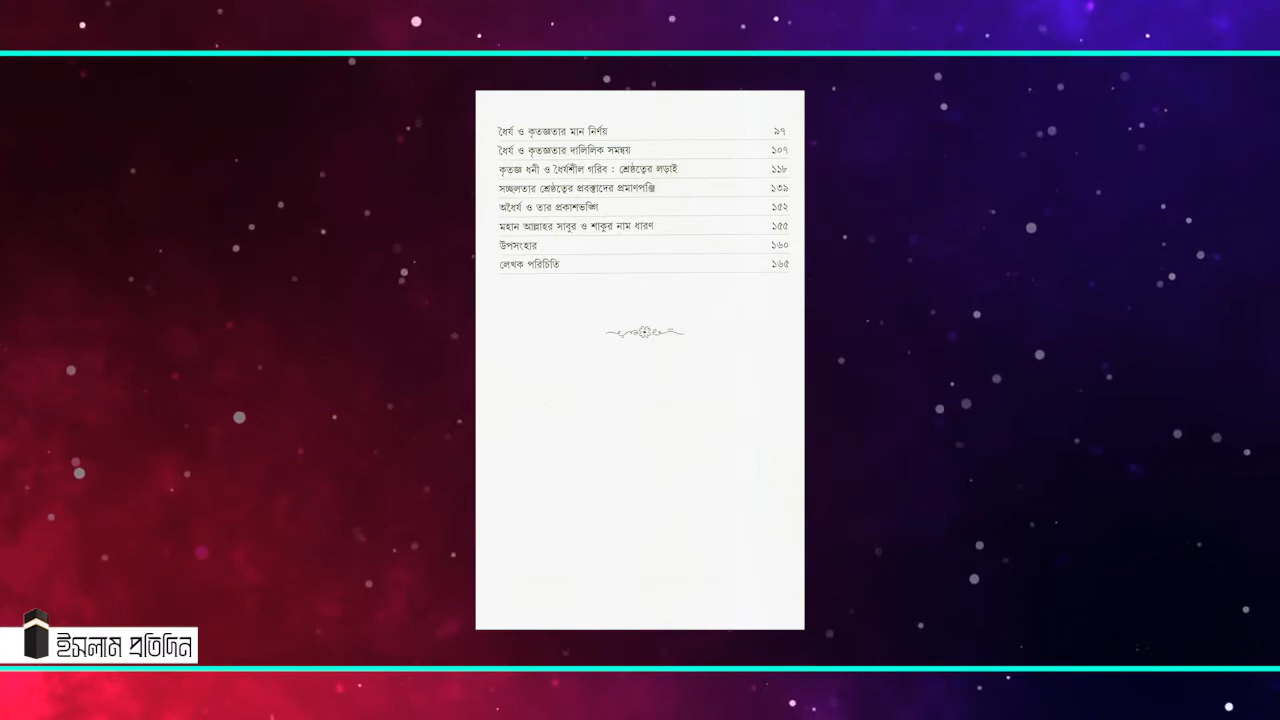 ধৈর্য ও কৃতজ্ঞতার মান নির্ণয় ৯৭
ধৈর্য ও কৃতজ্ঞতার দালিলিক সমন্বয় ১০৭
কৃতজ্ঞ ধনী ও ধৈর্যশীল গরিব : শ্রেষ্ঠত্বের লড়াই ১১৮
সচ্ছলতার শ্রেষ্ঠত্বের প্রবক্তাদের প্রমাণপঞ্জি ১৩৯
অধৈর্য ও তার প্রকাশভঙ্গি ১৫২
মহান আল্লাহর সাবুর ও শাকুর নাম ধারণ ১৫৫
উপসংহার ১৬০
লেখক পরিচিতি ১৬৫
ইসলাম প্রতিদিন